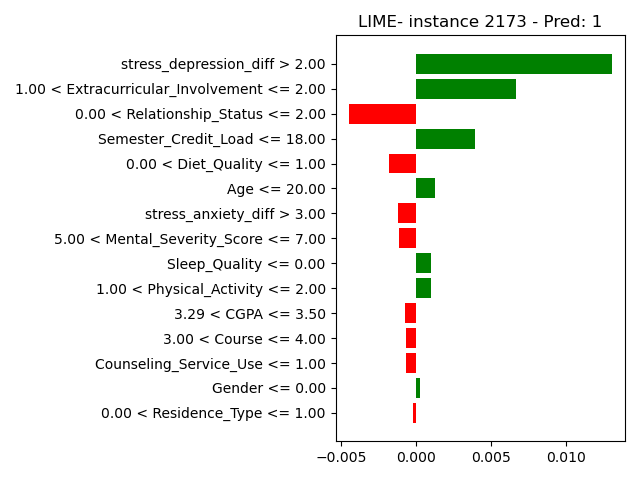 LIME- instance 2173 - Pred: 1
stress_depression_diff > 2.00
1.00 < Extracurricular_Involvement <= 2.00
0.00 < Relationship_Status <= 2.00
Semester_Credit_Load <= 18.00
0.00 < Diet_Quality <= 1.00
Age <= 20.00
stress_anxiety_diff > 3.00
5.00 < Mental_Severity_Score <= 7.00
Sleep_Quality <= 0.00
1.00 < Physical_Activity <= 2.00
3.29 < CGPA <= 3.50
3.00 < Course <= 4.00
Counseling_Service_Use <= 1.00
Gender <= 0.00
0.00 < Residence_Type <= 1.00
−0.005 0.000 0.005 0.010